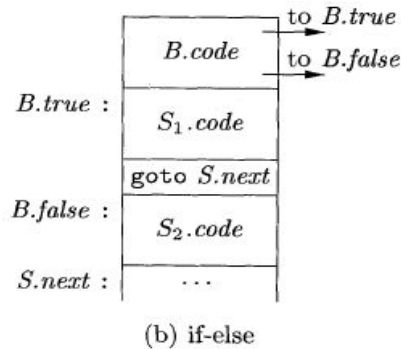 to B.true
B.code
to B.false
B.true :
S₁.code
goto S.next
B.false :
S₂.code
S.next : ...
(b) if-else